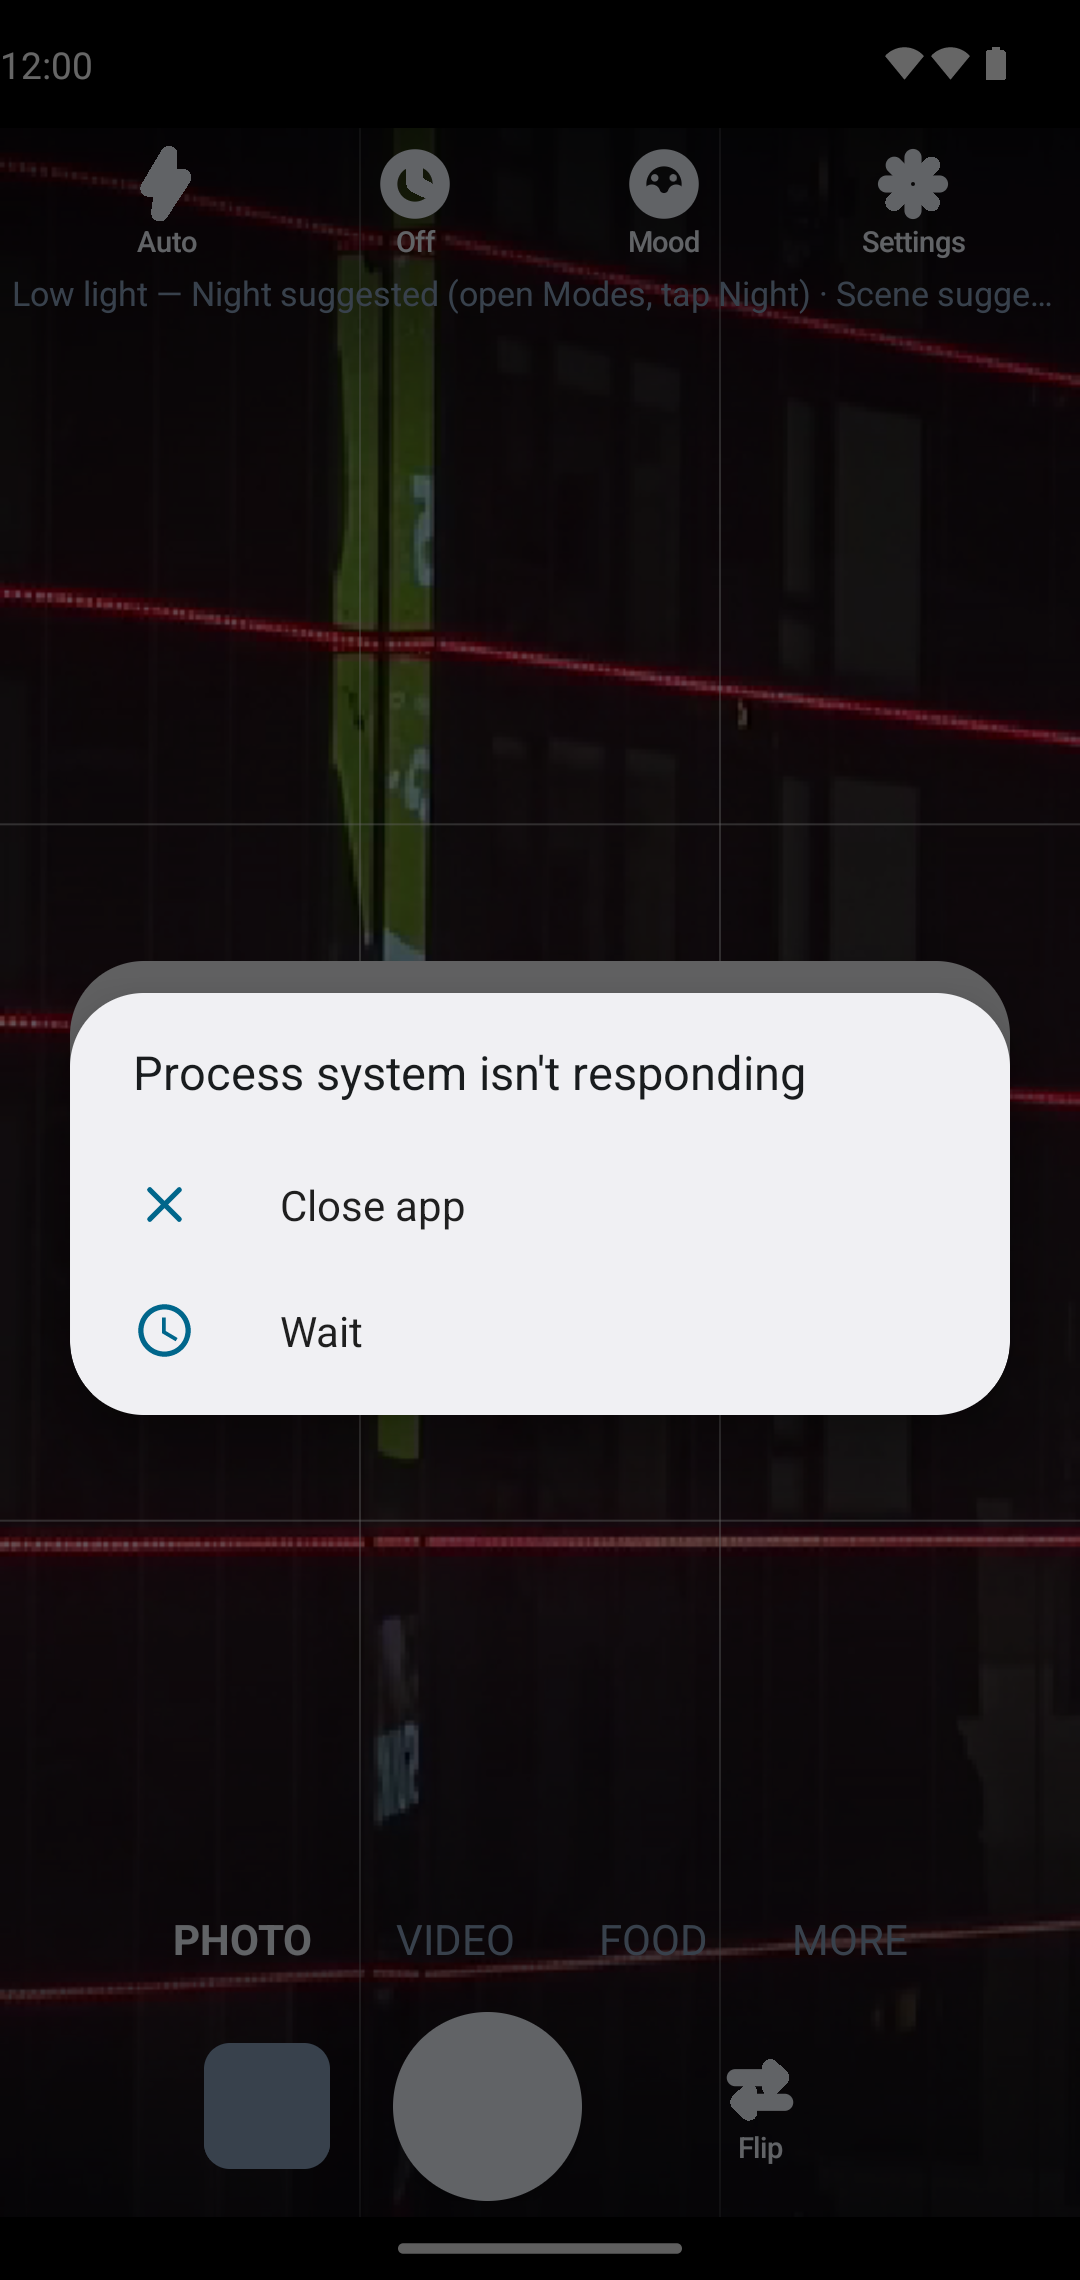 12:00
Auto
Off
Mood
Settings
Low light — Night suggested (open Modes, tap Night) · Scene sugge…
Process system isn't responding
Close app
Wait
PHOTO
VIDEO
FOOD
MORE
Flip